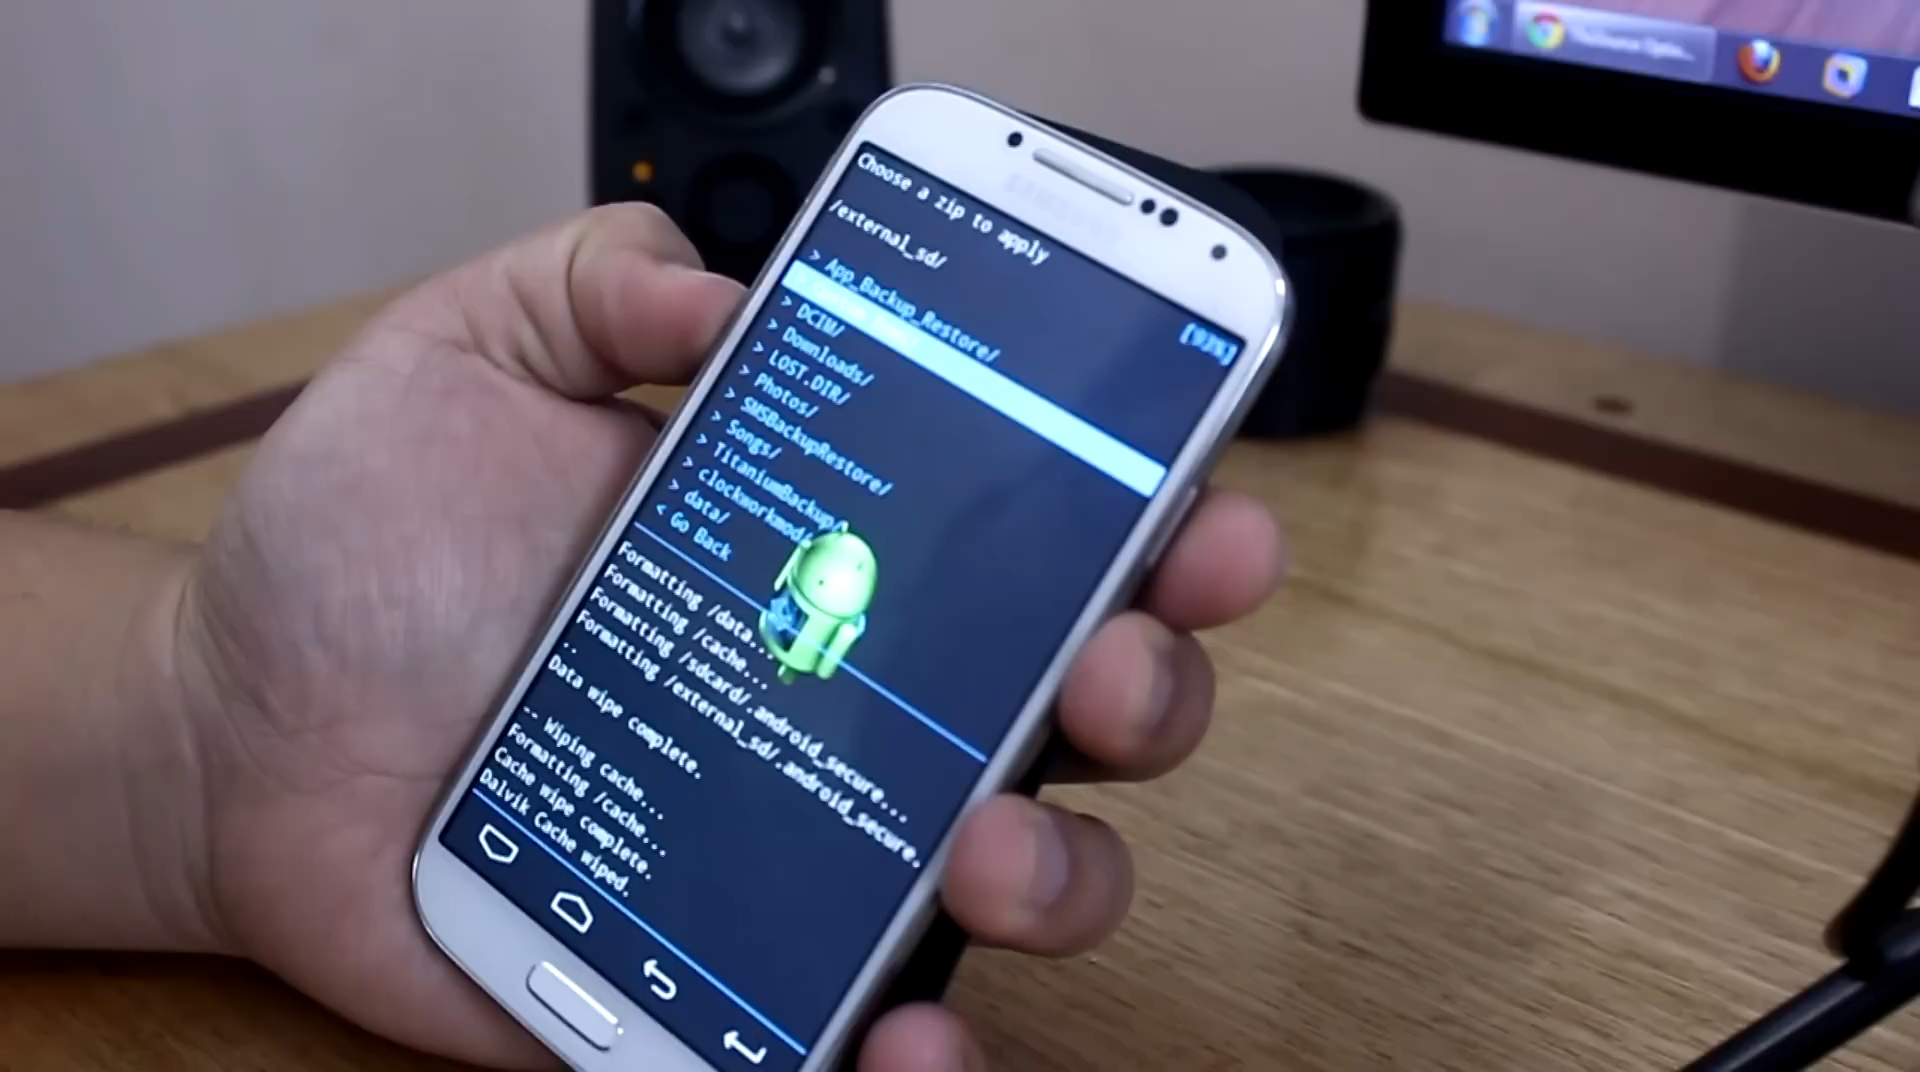 Choose a zip to apply
/external_sd/
[93%]
> App_Backup_Restore/
> DCIM/
> Downloads/
> LOST.DIR/
> Photos/
> SMSBackupRestore/
> Songs/
> TitaniumBackup/
> clockworkmod/
> data/
< Go Back
Formatting /data...
Formatting /cache...
Formatting /sdcard/.android_secure...
Formatting /external_sd/.android_secure.
..
Data wipe complete.
-- Wiping cache...
Formatting /cache...
Cache wipe complete.
Dalvik Cache wiped.
SAMSUNG